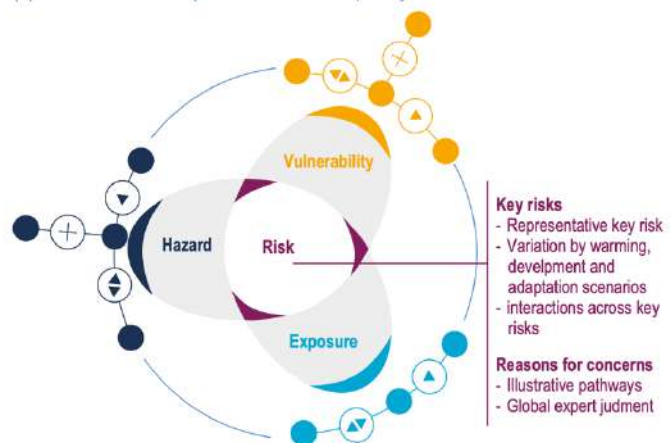 Vulnerability
Hazard
Risk
Exposure
Key risks
- Representative key risk
- Variation by warming,
develpment and
adaptation scenarios
- interactions across key
risks
Reasons for concerns
- Illustrative pathways
- Global expert judment